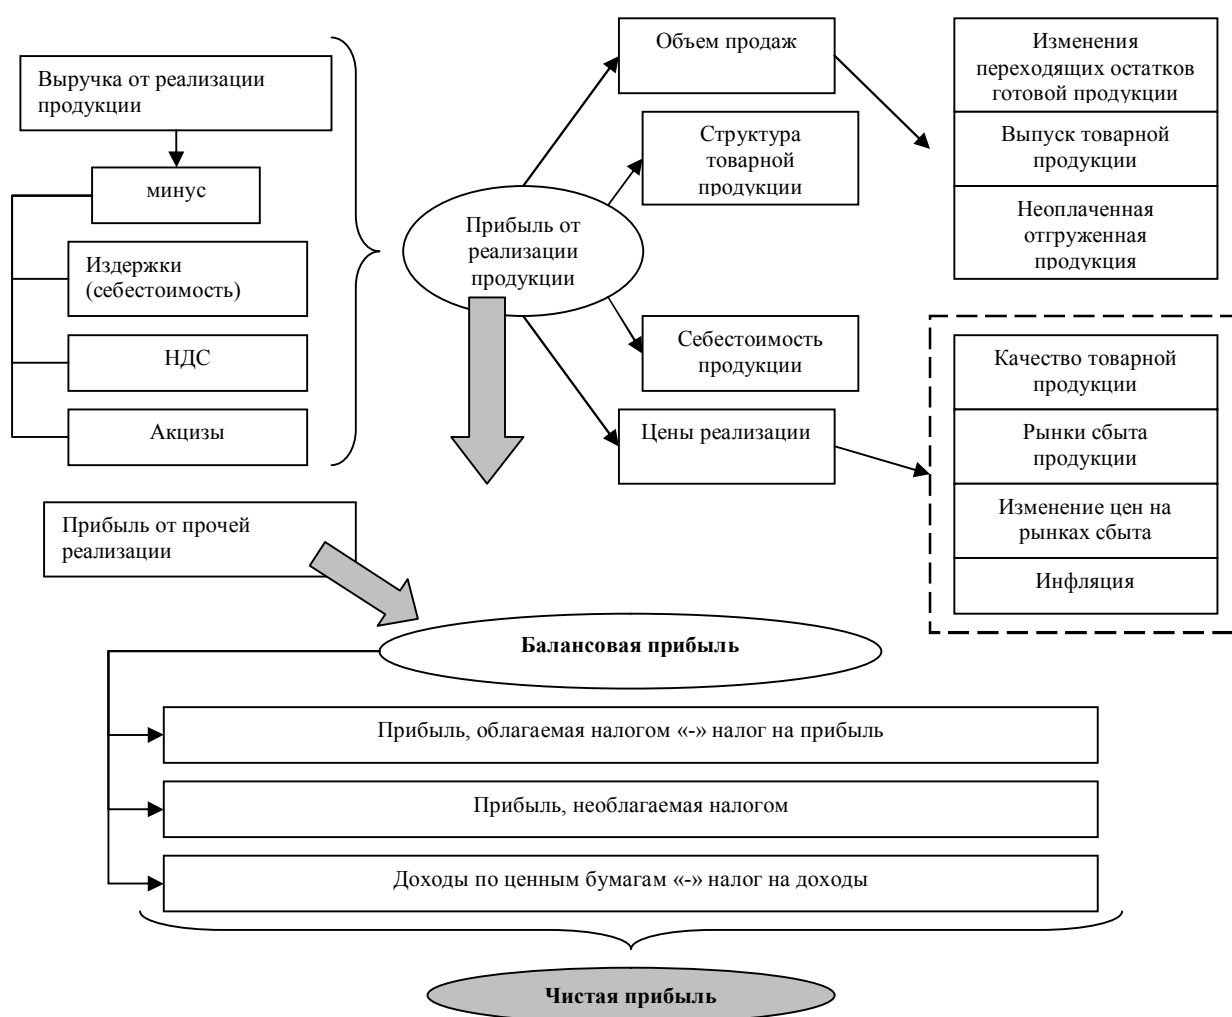 Выручка от реализации
продукции
минус
Издержки
(себестоимость)
НДС
Акцизы
Прибыль от
реализации
продукции
Объем продаж
Структура
товарной
продукции
Себестоимость
продукции
Цены реализации
Изменения
переходящих остатков
готовой продукции
Выпуск товарной
продукции
Неоплаченная
отгруженная
продукция
Качество товарной
продукции
Рынки сбыта
продукции
Изменение цен на
рынках сбыта
Инфляция
Прибыль от прочей
реализации
Балансовая прибыль
Прибыль, облагаемая налогом «-» налог на прибыль
Прибыль, необлагаемая налогом
Доходы по ценным бумагам «-» налог на доходы
Чистая прибыль